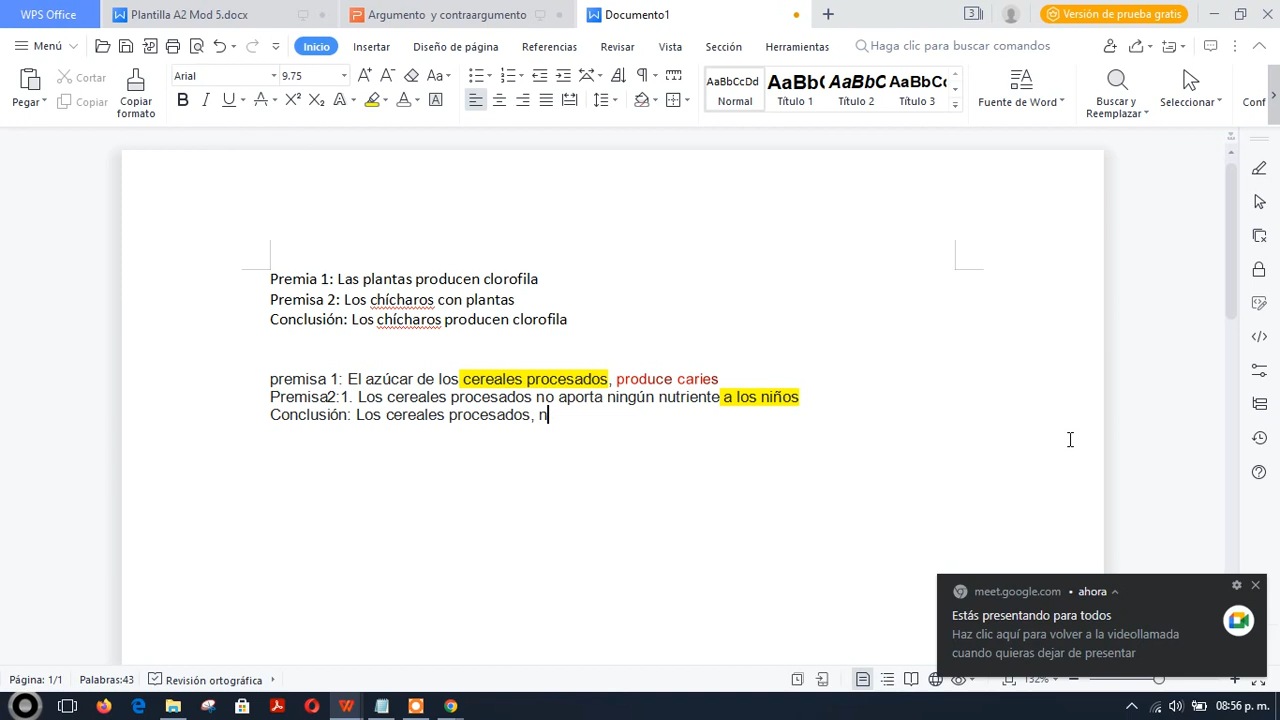 WPS Office Plantilla A2 Mod 5.docx Argumento y contraargumento Documento1 3 Versión de prueba gratis
Menú Inicio Insertar Diseño de página Referencias Revisar Vista Sección Herramientas Haga clic para buscar comandos
Pegar Cortar Copiar Copiar formato Arial 9.75 AaBbCcDd Normal AaBb( Título 1 AaBbC Título 2 AaBbC Título 3 Fuente de Word Buscar y Reemplazar Seleccionar Conf
Premia 1: Las plantas producen clorofila
Premisa 2: Los chícharos con plantas
Conclusión: Los chícharos producen clorofila
premisa 1: El azúcar de los cereales procesados, produce caries
Premisa2:1. Los cereales procesados no aporta ningún nutriente a los niños
Conclusión: Los cereales procesados, n
meet.google.com • ahora
Estás presentando para todos
Haz clic aquí para volver a la videollamada
cuando quieras dejar de presentar
Página: 1/1 Palabras:43 Revisión ortográfica 132%
08:56 p. m.